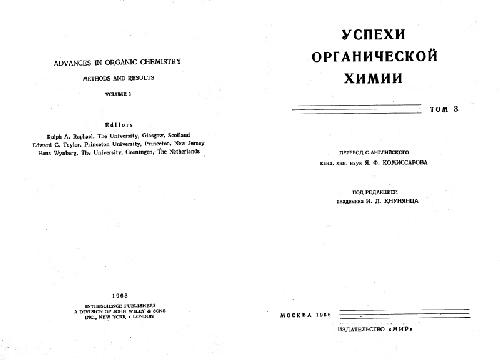 ADVANCES IN ORGANIC CHEMISTRY
METHODS AND RESULTS
VOLUME
Editors
Ralph A. Raphael, The University, Glasgow, Scotland
Edward C. Taylor, Princeton University, Princeton, New Jersey
Hans Wynberg, The University, Groningen, The Netherlands
1963
INTERSCIENCE PUBLISHERS
A DIVISION OF JOHN WILEY & SONS
INC., NEW YORK · LONDON
УСПЕХИ
ОРГАНИЧЕСКОЙ
ХИМИИ
ТОМ 3
ПЕРЕВОД С АНГЛИЙСКОГО
канд. хим. наук Я. Ф. КОМИССАРОВА
ПОД РЕДАКЦИЕЙ
академика И. Л. КНУНЯНЦА
МОСКВА
ИЗДАТЕЛЬСТВО «МИР»